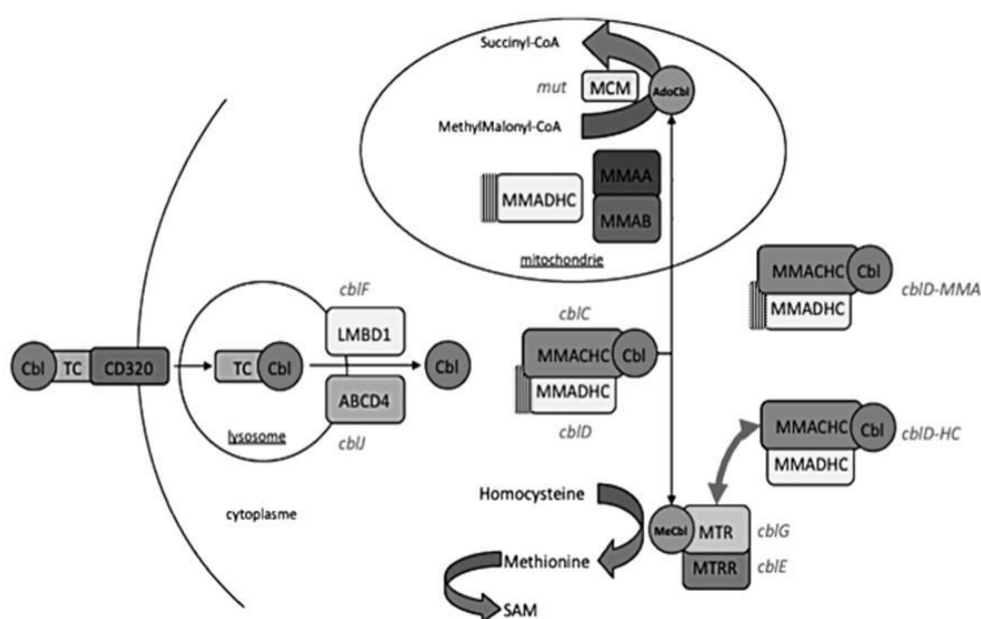 Succinyl-CoA
mut
MCM
AdoCbl
MethylMalonyl-CoA
MMADHC
MMAA
MMAB
mitochondrie
MMACHC
Cbl
MMADHC
cblD-MMA
cblF
LMBD1
cblC
MMACHC
Cbl
MMADHC
cblD
Cbl
TC
CD320
TC
Cbl
Cbl
ABCD4
cblJ
lysosome
cytoplasme
MMACHC
Cbl
MMADHC
cblD-HC
Homocysteine
MeCbl
MTR
cblG
MTRR
cblE
Methionine
SAM